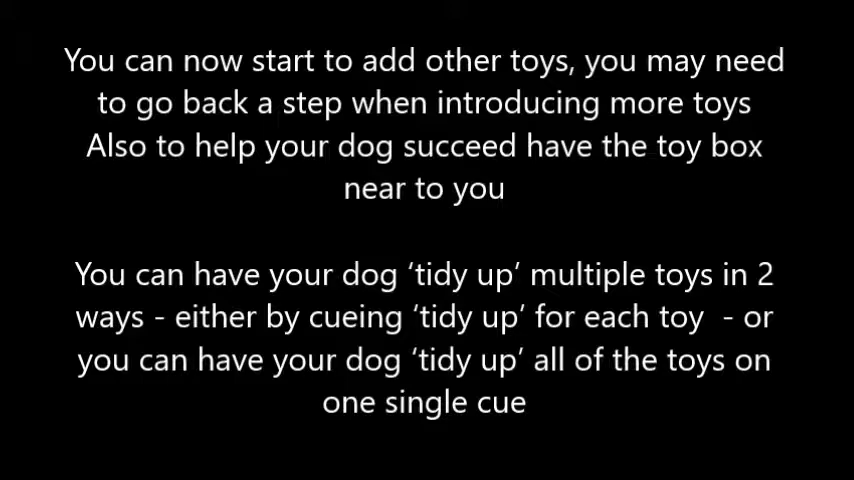 You can now start to add other toys, you may need
to go back a step when introducing more toys
Also to help your dog succeed have the toy box
near to you
You can have your dog ‘tidy up’ multiple toys in 2
ways - either by cueing ‘tidy up’ for each toy  - or
you can have your dog ‘tidy up’ all of the toys on
one single cue